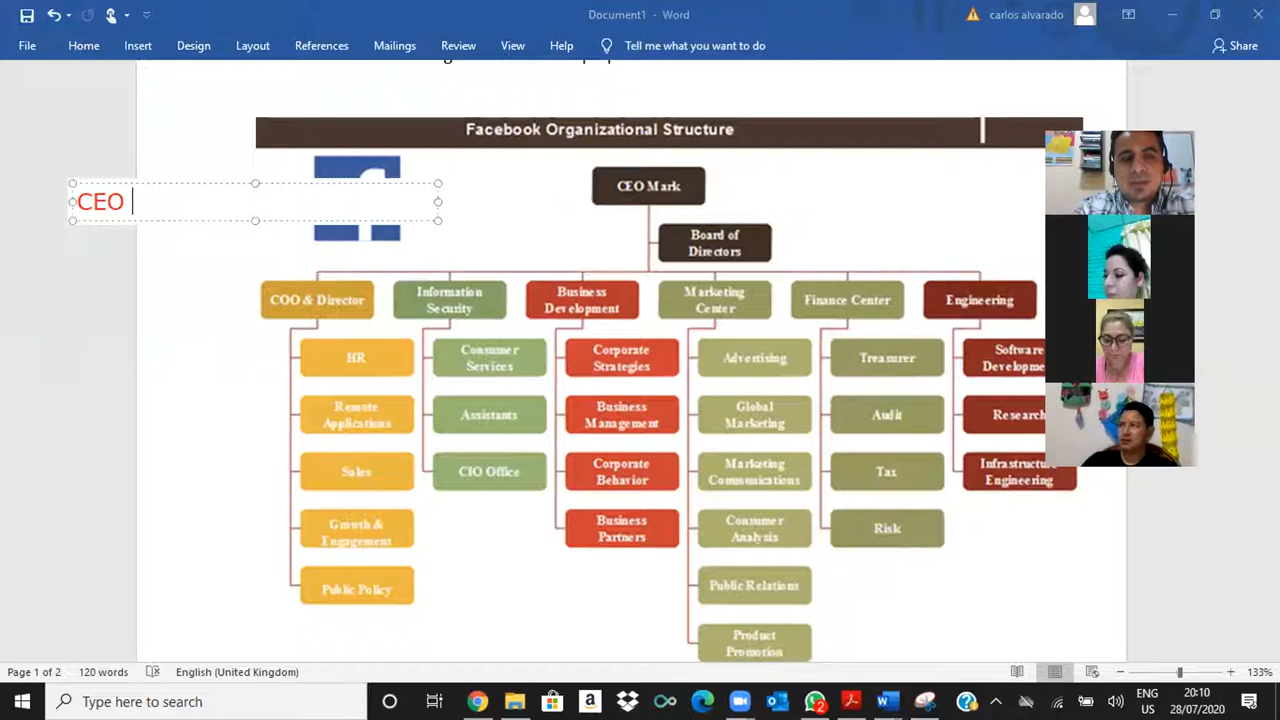 Document1 - Word
carlos alvarado
File
Home
Insert
Design
Layout
References
Mailings
Review
View
Help
Tell me what you want to do
Share
Facebook Organizational Structure
CEO
CEO Mark
Board of
Directors
COO & Director
Information
Security
Business
Development
Marketing
Center
Finance Center
Engineering
HR
Remote
Applications
Sales
Growth &
Engagement
Public Policy
Consumer
Services
Assistants
CIO Office
Corporate
Strategies
Business
Management
Corporate
Behavior
Business
Partners
Advertising
Global
Marketing
Marketing
Communications
Consumer
Analysis
Public Relations
Product
Promotion
Treasurer
Audit
Tax
Risk
Software
Developme
Research
Infrastructure
Engineering
Page 1 of 2
120 words
English (United Kingdom)
133%
Type here to search
2
ENG
US
20:10
28/07/2020